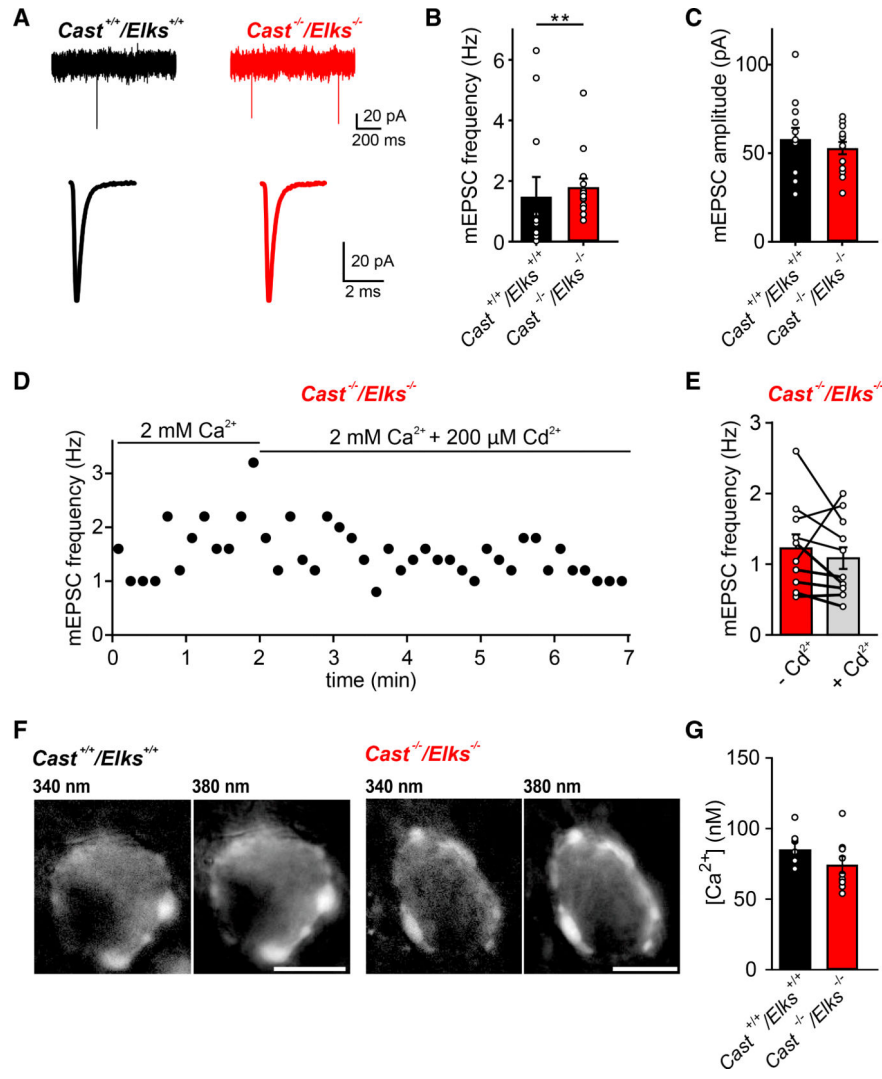 A
Cast+/+/Elks+/+
Cast-/-/Elks-/-
20 pA
200 ms
20 pA
2 ms
B
**
mEPSC frequency (Hz)
6
4
2
0
Cast+/+/Elks+/+
Cast-/-/Elks-/-
C
mEPSC amplitude (pA)
100
50
0
Cast+/+/Elks+/+
Cast-/-/Elks-/-
D
Cast-/-/Elks-/-
2 mM Ca2+
2 mM Ca2+ + 200 µM Cd2+
mEPSC frequency (Hz)
3
2
1
0
0 1 2 3 4 5 6 7
time (min)
E
Cast-/-/Elks-/-
mEPSC frequency (Hz)
3
2
1
0
- Cd2+
+ Cd2+
F
Cast+/+/Elks+/+
Cast-/-/Elks-/-
340 nm
380 nm
340 nm
380 nm
G
[Ca2+] (nM)
150
100
50
0
Cast+/+/Elks+/+
Cast-/-/Elks-/-